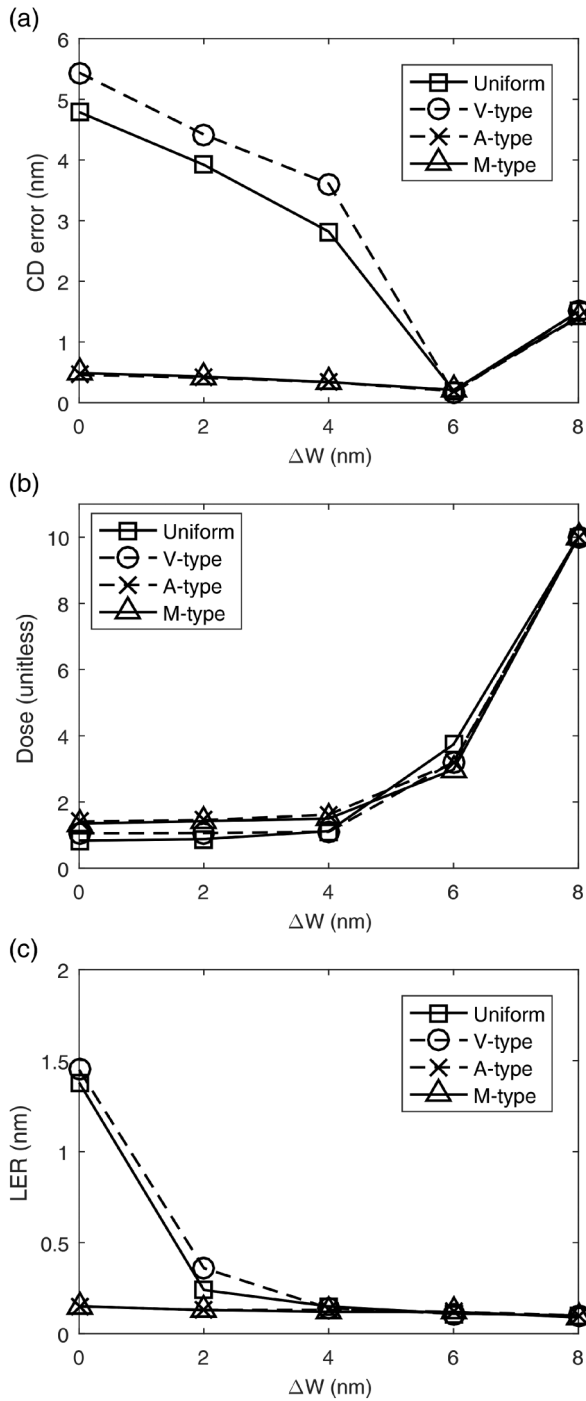 (a)
6
5
4
3
2
1
0
CD error (nm)
Uniform
V-type
A-type
M-type
0 2 4 6 8
ΔW (nm)
(b)
10
8
6
4
2
0
Dose (unitless)
Uniform
V-type
A-type
M-type
0 2 4 6 8
ΔW (nm)
(c)
2
1.5
1
0.5
0
LER (nm)
Uniform
V-type
A-type
M-type
0 2 4 6 8
ΔW (nm)